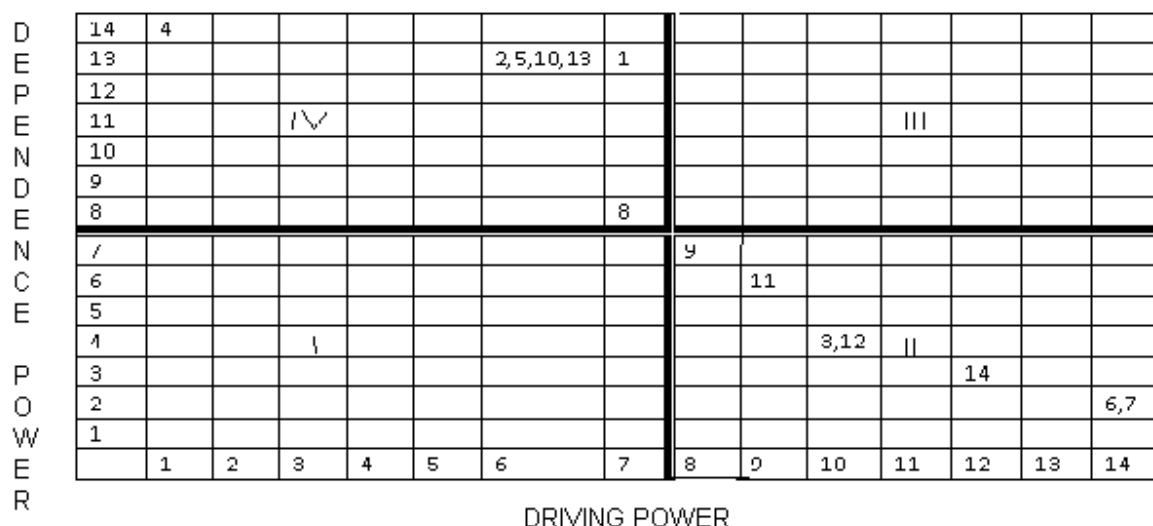 DEPENDENCE POWER
14 4
13 2,5,10,13 1
12
11 IV III
10
9
8 8
7 9
6 11
5
4 I 3,12 II
3 14
2 6,7
1
1 2 3 4 5 6 7 8 9 10 11 12 13 14
DRIVING POWER